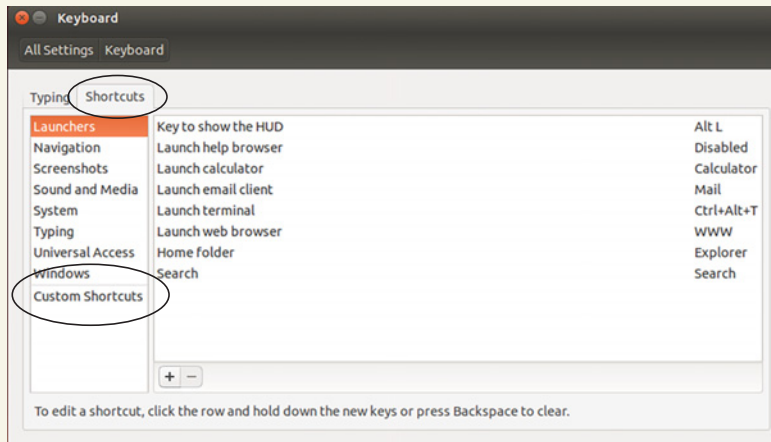 Keyboard
All Settings Keyboard
Typing Shortcuts
Launchers Key to show the HUD Alt L
Navigation Launch help browser Disabled
Screenshots Launch calculator Calculator
Sound and Media Launch email client Mail
System Launch terminal Ctrl+Alt+T
Typing Launch web browser WWW
Universal Access Home folder Explorer
Windows Search Search
Custom Shortcuts
To edit a shortcut, click the row and hold down the new keys or press Backspace to clear.